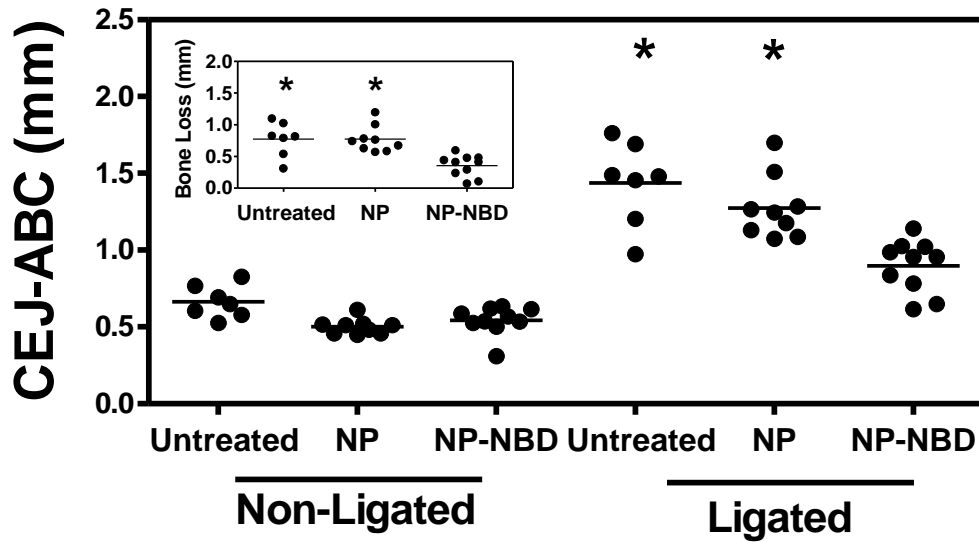 CEJ-ABC (mm)
2.5
2.0
1.5
1.0
0.5
0.0
Bone Loss (mm)
2.0
1.5
1.0
0.5
0.0
* *
Untreated NP NP-NBD
* *
Untreated NP NP-NBD Untreated NP NP-NBD
Non-Ligated Ligated